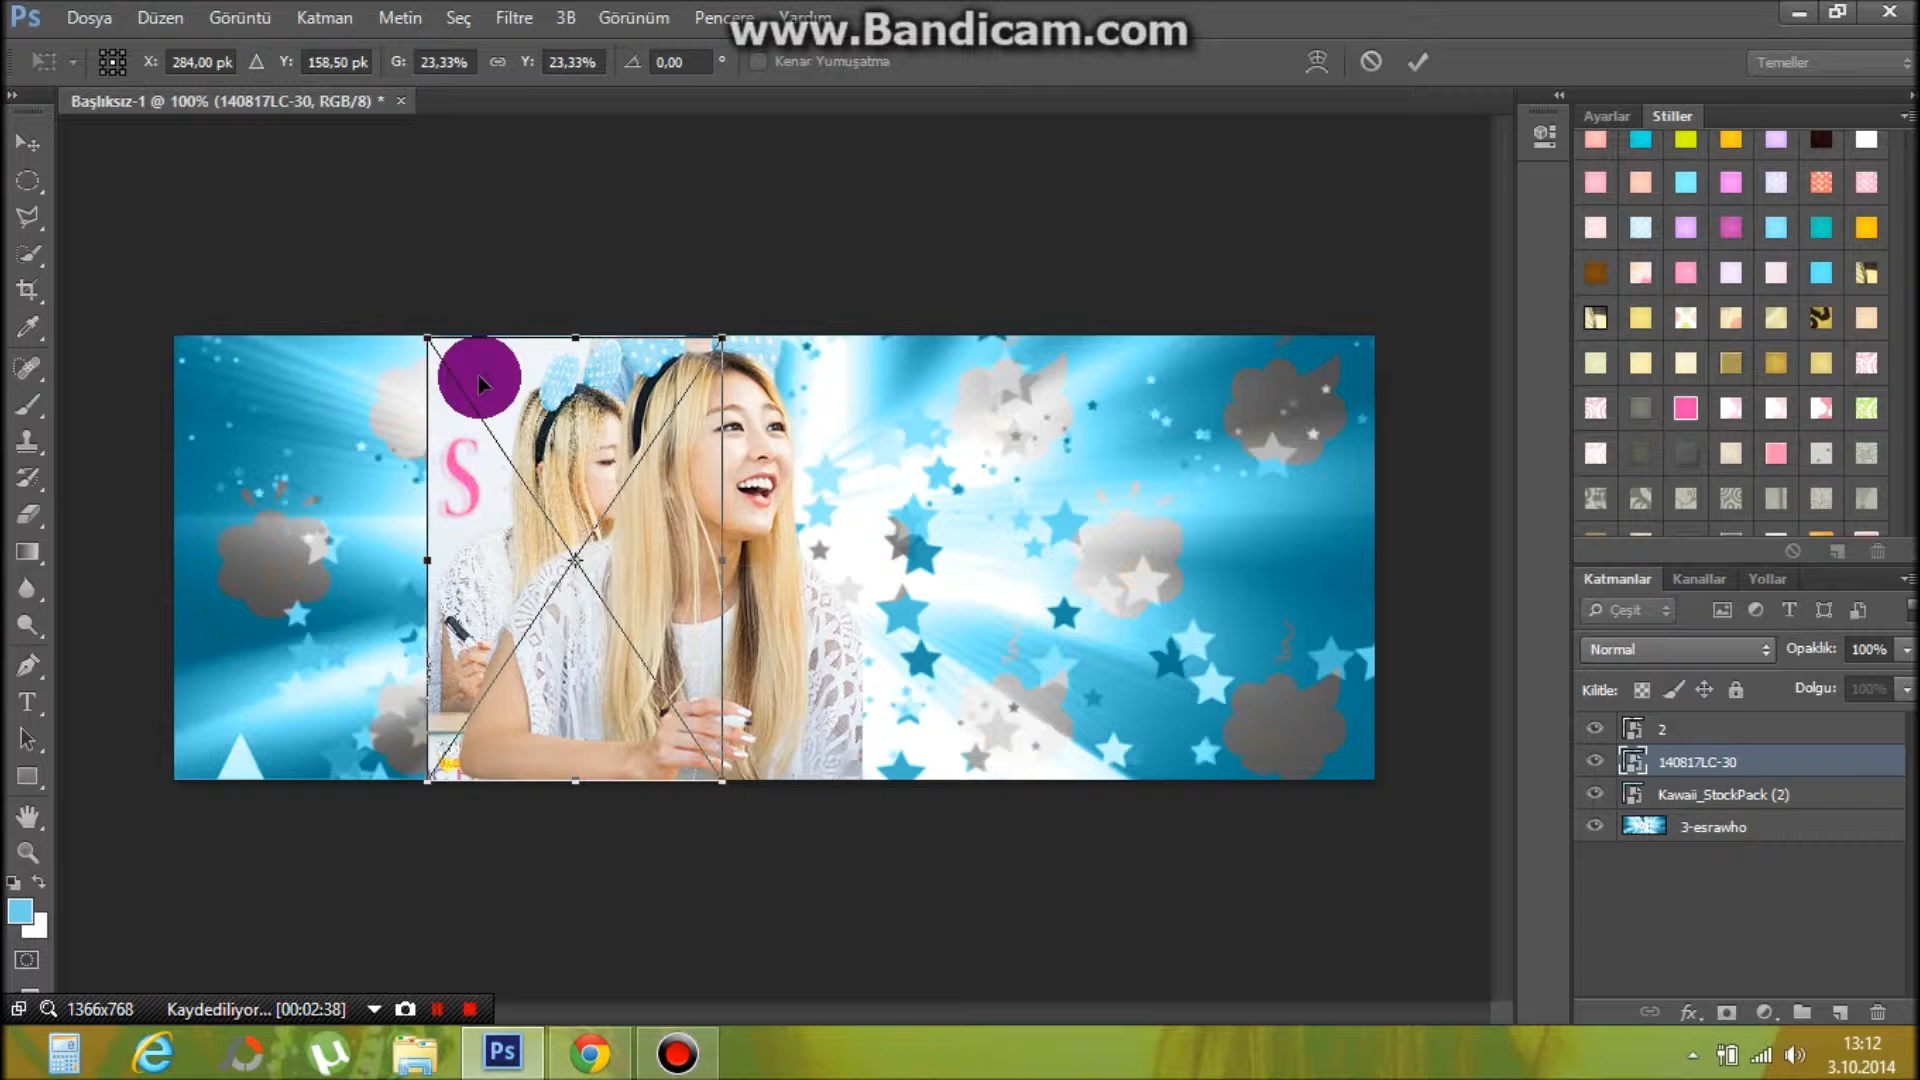 Ps Dosya Düzen Görüntü Katman Metin Seç Filtre 3B Görünüm Pencere Yardım
www.Bandicam.com
X: 284,00 pk Y: 158,50 pk G: 23,33% Y: 23,33% 0,00 ° Kenar Yumuşatma Temeller
Başlıksız-1 @ 100% (140817LC-30, RGB/8) * ×
Ayarlar Stiller
S
Katmanlar Kanallar Yollar
Çeşit
Normal Opaklık: 100%
Kilitle: Dolgu: 100%
2
140817LC-30
Kawaii_StockPack (2)
3-esrawho
T
1366x768 Kaydediliyor... [00:02:38]
fx
Ps
13:12
3.10.2014